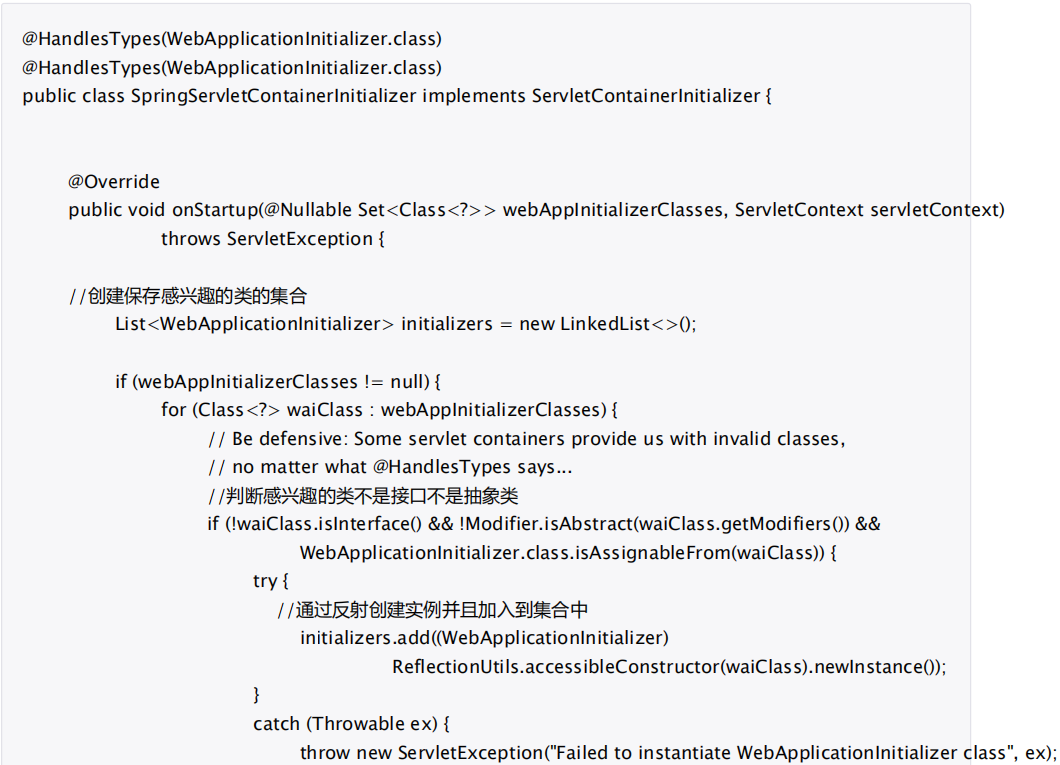 @HandlesTypes(WebApplicationInitializer.class)
@HandlesTypes(WebApplicationInitializer.class)
public class SpringServletContainerInitializer implements ServletContainerInitializer {
@Override
public void onStartup(@Nullable Set<Class<?>> webAppInitializerClasses, ServletContext servletContext)
throws ServletException {
//创建保存感兴趣的类的集合
List<WebApplicationInitializer> initializers = new LinkedList<>();
if (webAppInitializerClasses != null) {
for (Class<?> waiClass : webAppInitializerClasses) {
// Be defensive: Some servlet containers provide us with invalid classes,
// no matter what @HandlesTypes says...
//判断感兴趣的类不是接口不是抽象类
if (!waiClass.isInterface() && !Modifier.isAbstract(waiClass.getModifiers()) &&
WebApplicationInitializer.class.isAssignableFrom(waiClass)) {
try {
//通过反射创建实例并且加入到集合中
initializers.add((WebApplicationInitializer)
ReflectionUtils.accessibleConstructor(waiClass).newInstance());
}
catch (Throwable ex) {
throw new ServletException("Failed to instantiate WebApplicationInitializer class", ex);